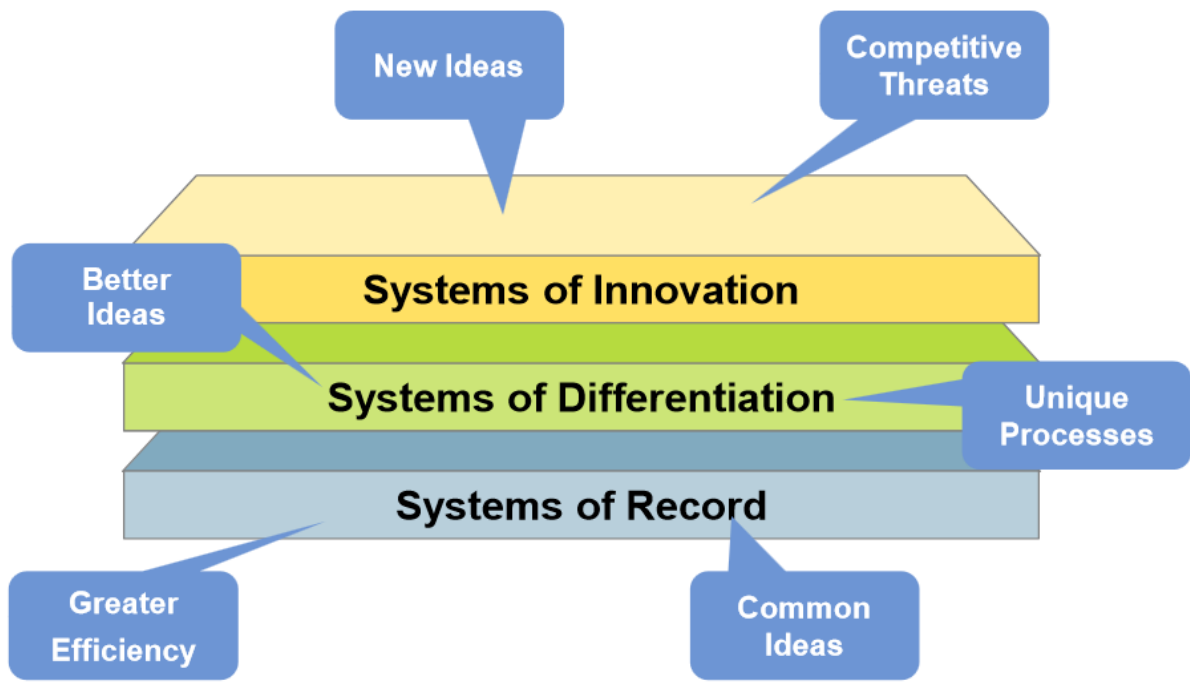 New Ideas
Competitive
Threats
Systems of Innovation
Better
Ideas
Systems of Differentiation
Unique
Processes
Systems of Record
Greater
Efficiency
Common
Ideas